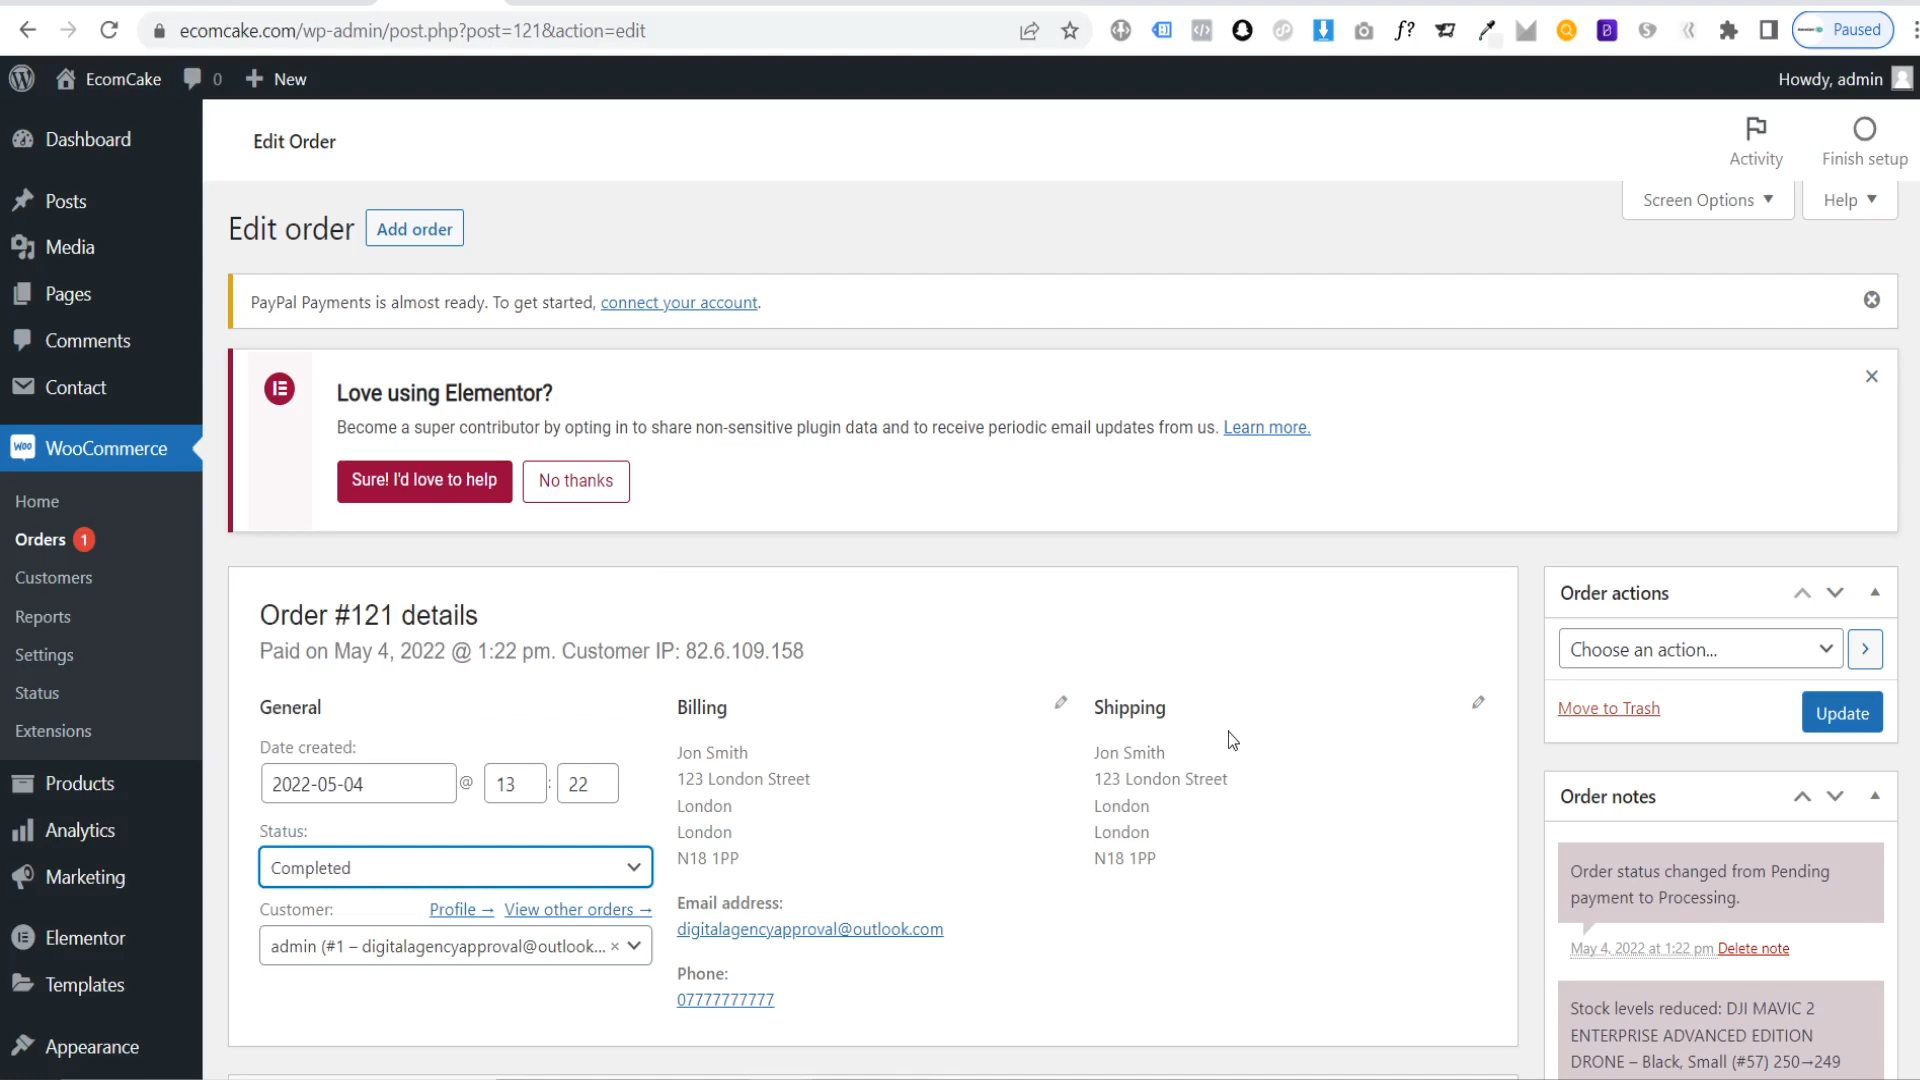 ecomcake.com/wp-admin/post.php?post=121&action=edit
f?
Paused
EcomCake
0
New
Howdy, admin
Dashboard
Posts
Media
Pages
Comments
Contact
WOO
WooCommerce
Home
Orders 1
Customers
Reports
Settings
Status
Extensions
Products
Analytics
Marketing
Elementor
Templates
Appearance
Edit Order
Activity
Finish setup
Screen Options
Help
Edit order
Add order
PayPal Payments is almost ready. To get started, connect your account.
Love using Elementor?
Become a super contributor by opting in to share non-sensitive plugin data and to receive periodic email updates from us. Learn more.
Sure! I'd love to help
No thanks
Order #121 details
Paid on May 4, 2022 @ 1:22 pm. Customer IP: 82.6.109.158
General
Date created:
2022-05-04 @ 13 : 22
Status:
Completed
Customer:
Profile →
View other orders →
admin (#1 – digitalagencyapproval@outlook... ×
Billing
Jon Smith
123 London Street
London
London
N18 1PP
Email address:
digitalagencyapproval@outlook.com
Phone:
07777777777
Shipping
Jon Smith
123 London Street
London
London
N18 1PP
Order actions
Choose an action...
Move to Trash
Update
Order notes
Order status changed from Pending
payment to Processing.
May 4, 2022 at 1:22 pm Delete note
Stock levels reduced: DJI MAVIC 2
ENTERPRISE ADVANCED EDITION
DRONE – Black, Small (#57) 250→249